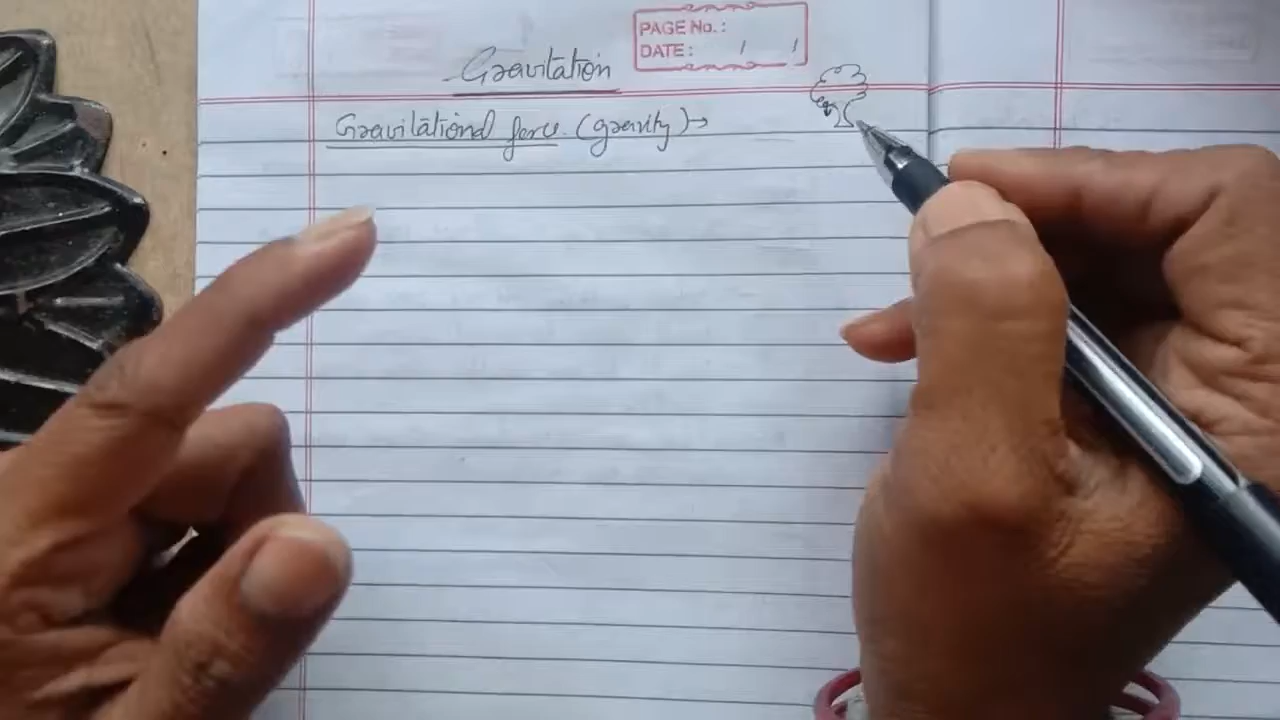 PAGE No.:
DATE: / /
Gravitation
Gravitational force (gravity)→